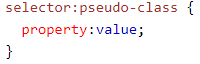 selector:pseudo-class {
  property:value;
}